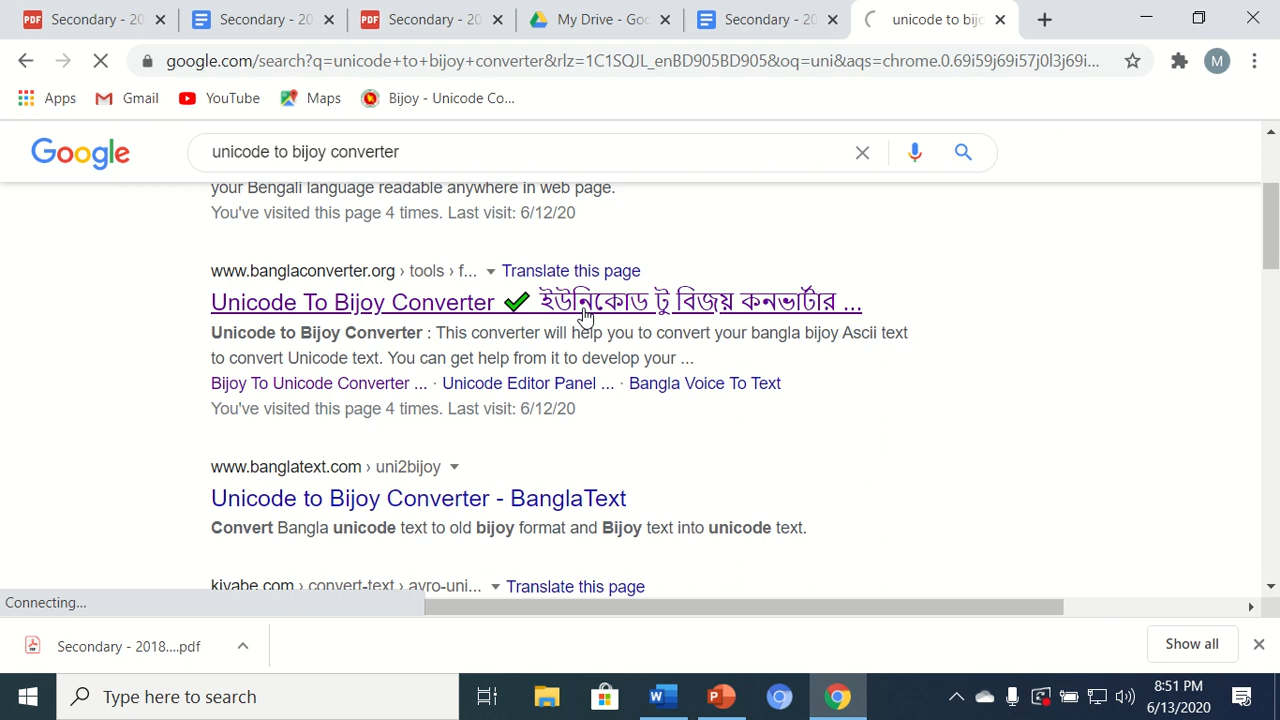 Secondary - 20
Secondary - 20
Secondary - 20
My Drive - Goo
Secondary - 20
unicode to bijo
google.com/search?q=unicode+to+bijoy+converter&rlz=1C1SQJL_enBD905BD905&oq=uni&aqs=chrome.0.69i59j69i57j0l3j69i...
M
Apps
Gmail
YouTube
Maps
Bijoy - Unicode Co...
Google
unicode to bijoy converter
your Bengali language readable anywhere in web page.
You've visited this page 4 times. Last visit: 6/12/20
www.banglaconverter.org › tools › f... Translate this page
Unicode To Bijoy Converter ✔ ইউনিকোড টু বিজয় কনভার্টার ...
Unicode to Bijoy Converter : This converter will help you to convert your bangla bijoy Ascii text
to convert Unicode text. You can get help from it to develop your ...
Bijoy To Unicode Converter ... · Unicode Editor Panel ... · Bangla Voice To Text
You've visited this page 4 times. Last visit: 6/12/20
www.banglatext.com › uni2bijoy
Unicode to Bijoy Converter - BanglaText
Convert Bangla unicode text to old bijoy format and Bijoy text into unicode text.
kivabe.com › convert-text › avro-uni... Translate this page
Connecting...
Secondary - 2018....pdf
Show all
Type here to search
8:51 PM
6/13/2020